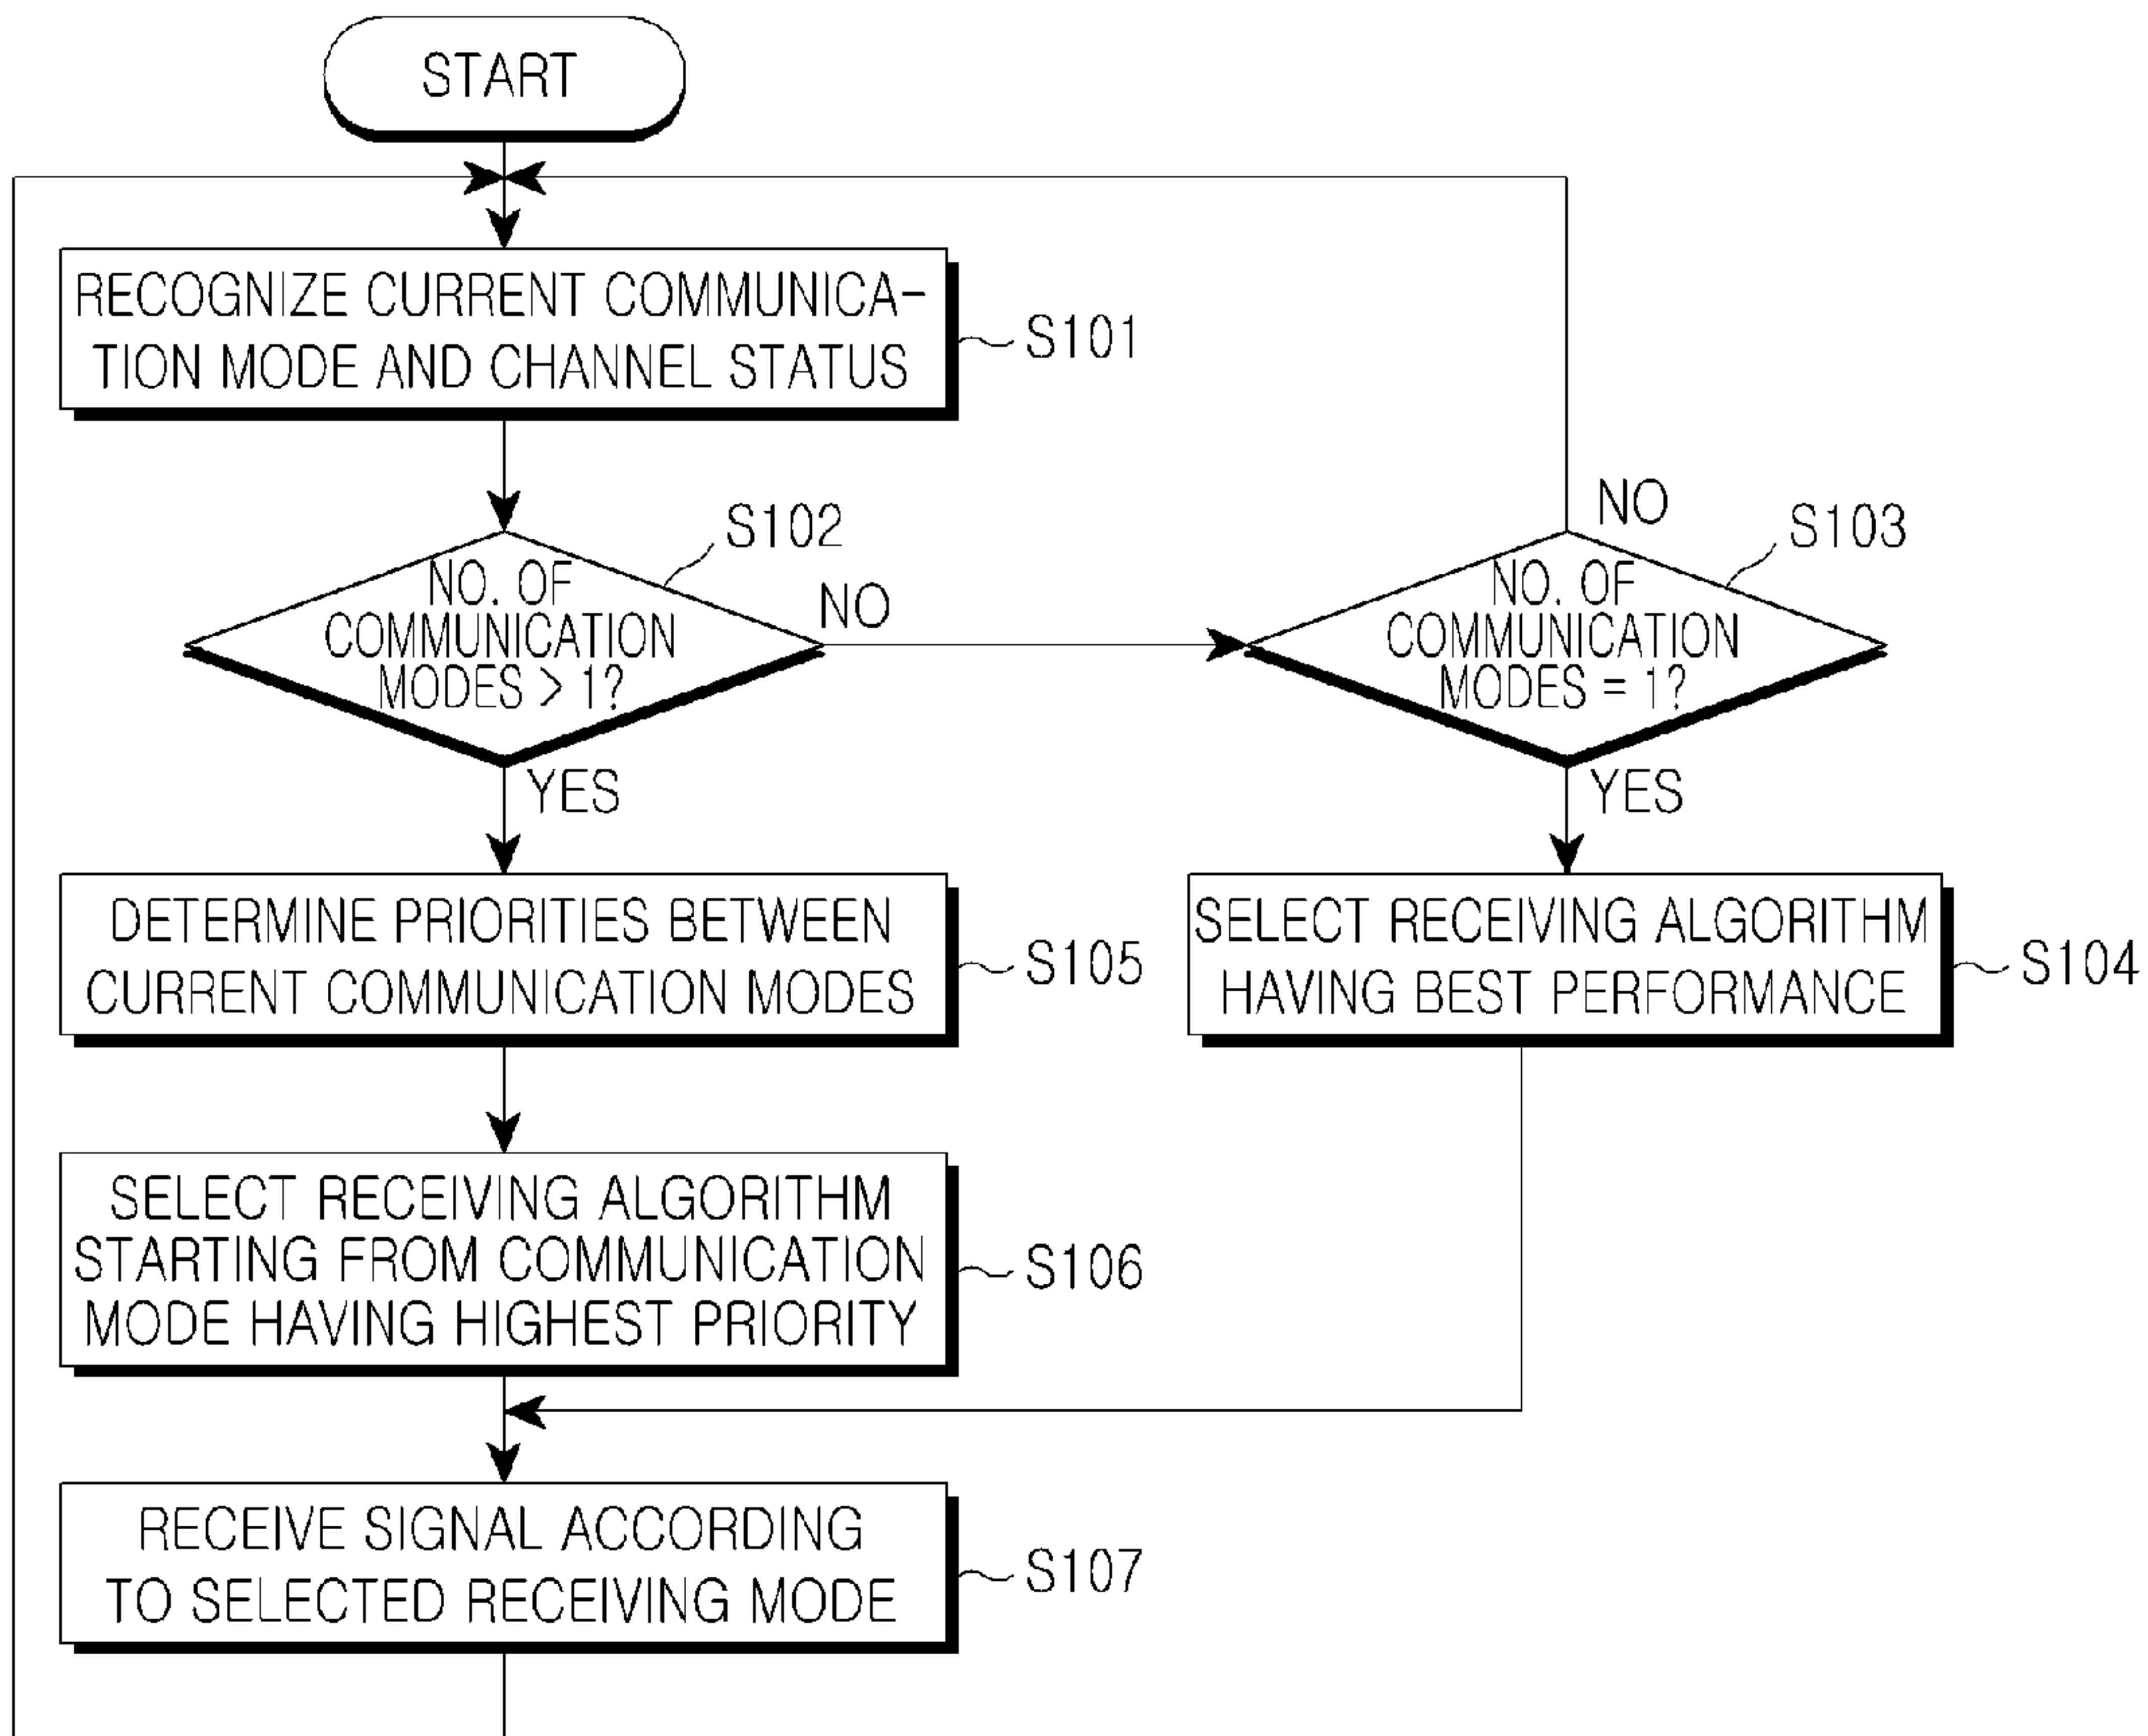 START
RECOGNIZE CURRENT COMMUNICA-
TION MODE AND CHANNEL STATUS
S101
S102
NO. OF
COMMUNICATION
MODES > 1?
NO
YES
NO
S103
NO. OF
COMMUNICATION
MODES = 1?
YES
DETERMINE PRIORITIES BETWEEN
CURRENT COMMUNICATION MODES
S105
SELECT RECEIVING ALGORITHM
HAVING BEST PERFORMANCE
S104
SELECT RECEIVING ALGORITHM
STARTING FROM COMMUNICATION
MODE HAVING HIGHEST PRIORITY
S106
RECEIVE SIGNAL ACCORDING
TO SELECTED RECEIVING MODE
S107